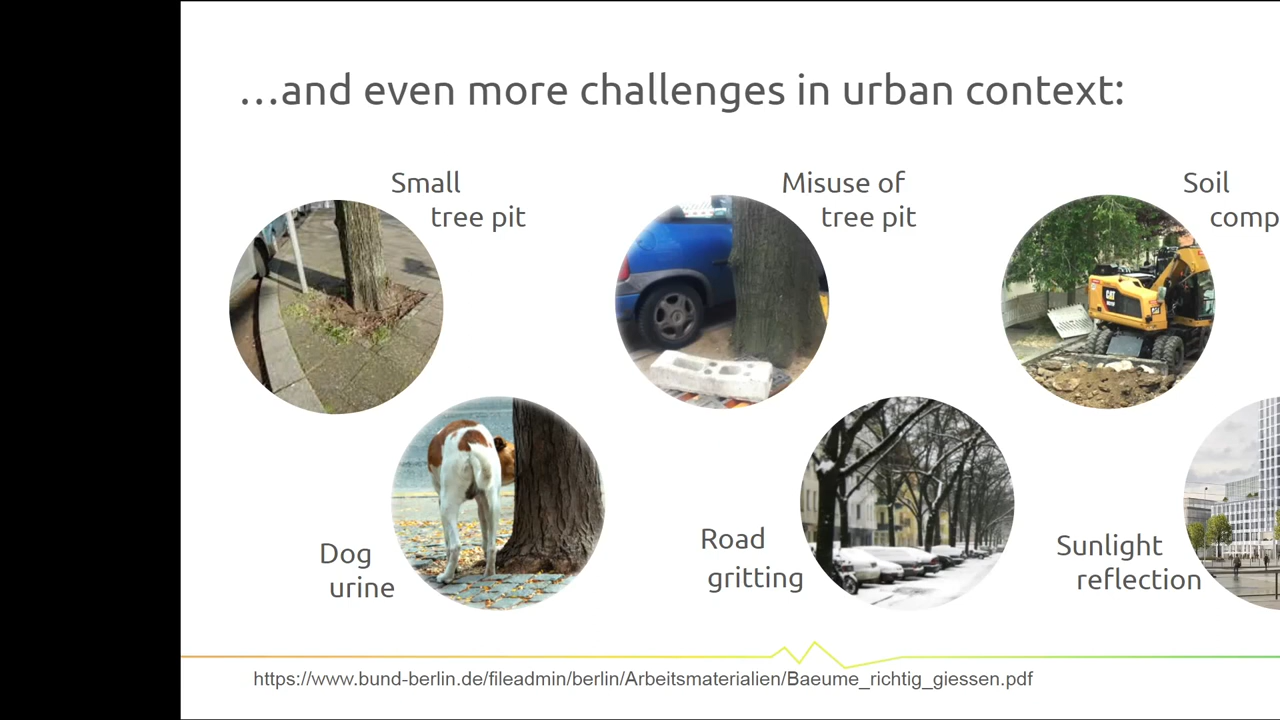 ...and even more challenges in urban context:
Small
tree pit
Misuse of
tree pit
Soil
comp
CAT
Dog
urine
Road
gritting
Sunlight
reflection
https://www.bund-berlin.de/fileadmin/berlin/Arbeitsmaterialien/Baeume_richtig_giessen.pdf